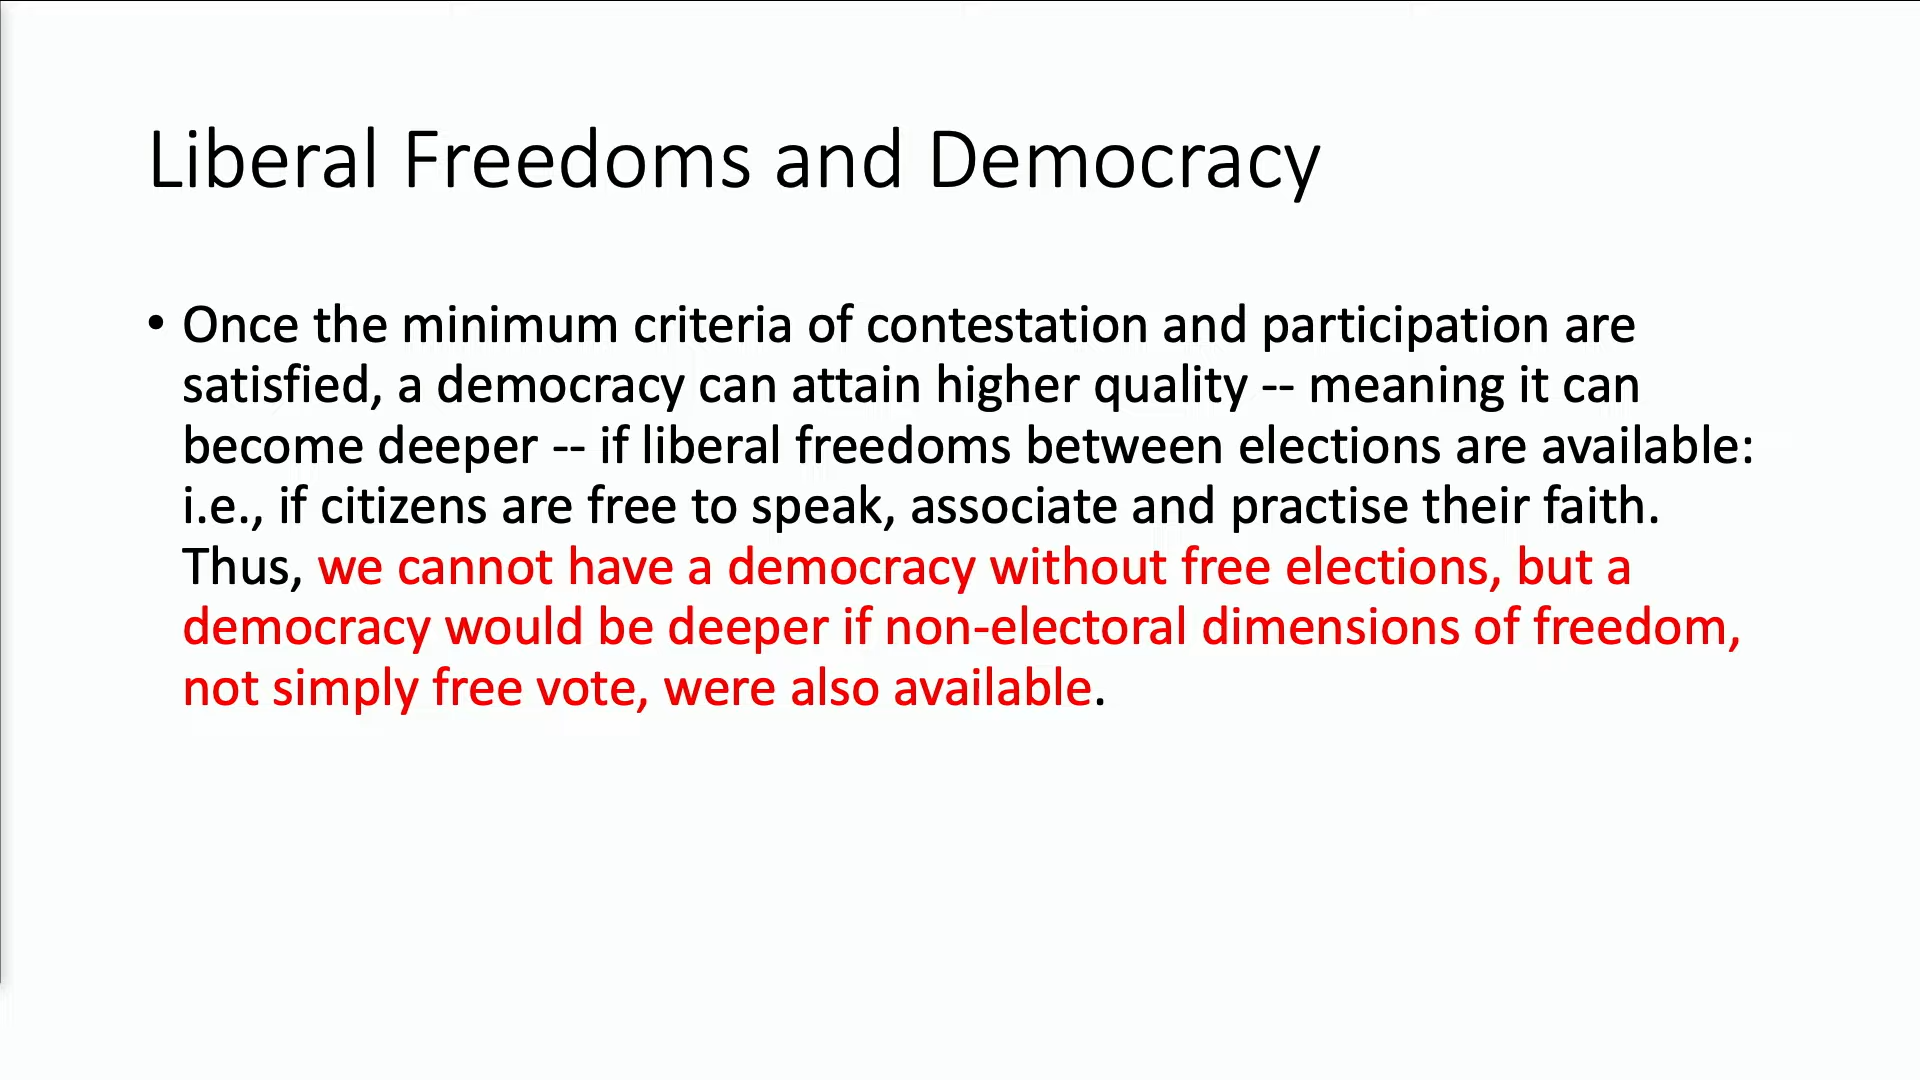 Liberal Freedoms and Democracy
• Once the minimum criteria of contestation and participation are
satisfied, a democracy can attain higher quality -- meaning it can
become deeper -- if liberal freedoms between elections are available:
i.e., if citizens are free to speak, associate and practise their faith.
Thus, we cannot have a democracy without free elections, but a
democracy would be deeper if non-electoral dimensions of freedom,
not simply free vote, were also available.